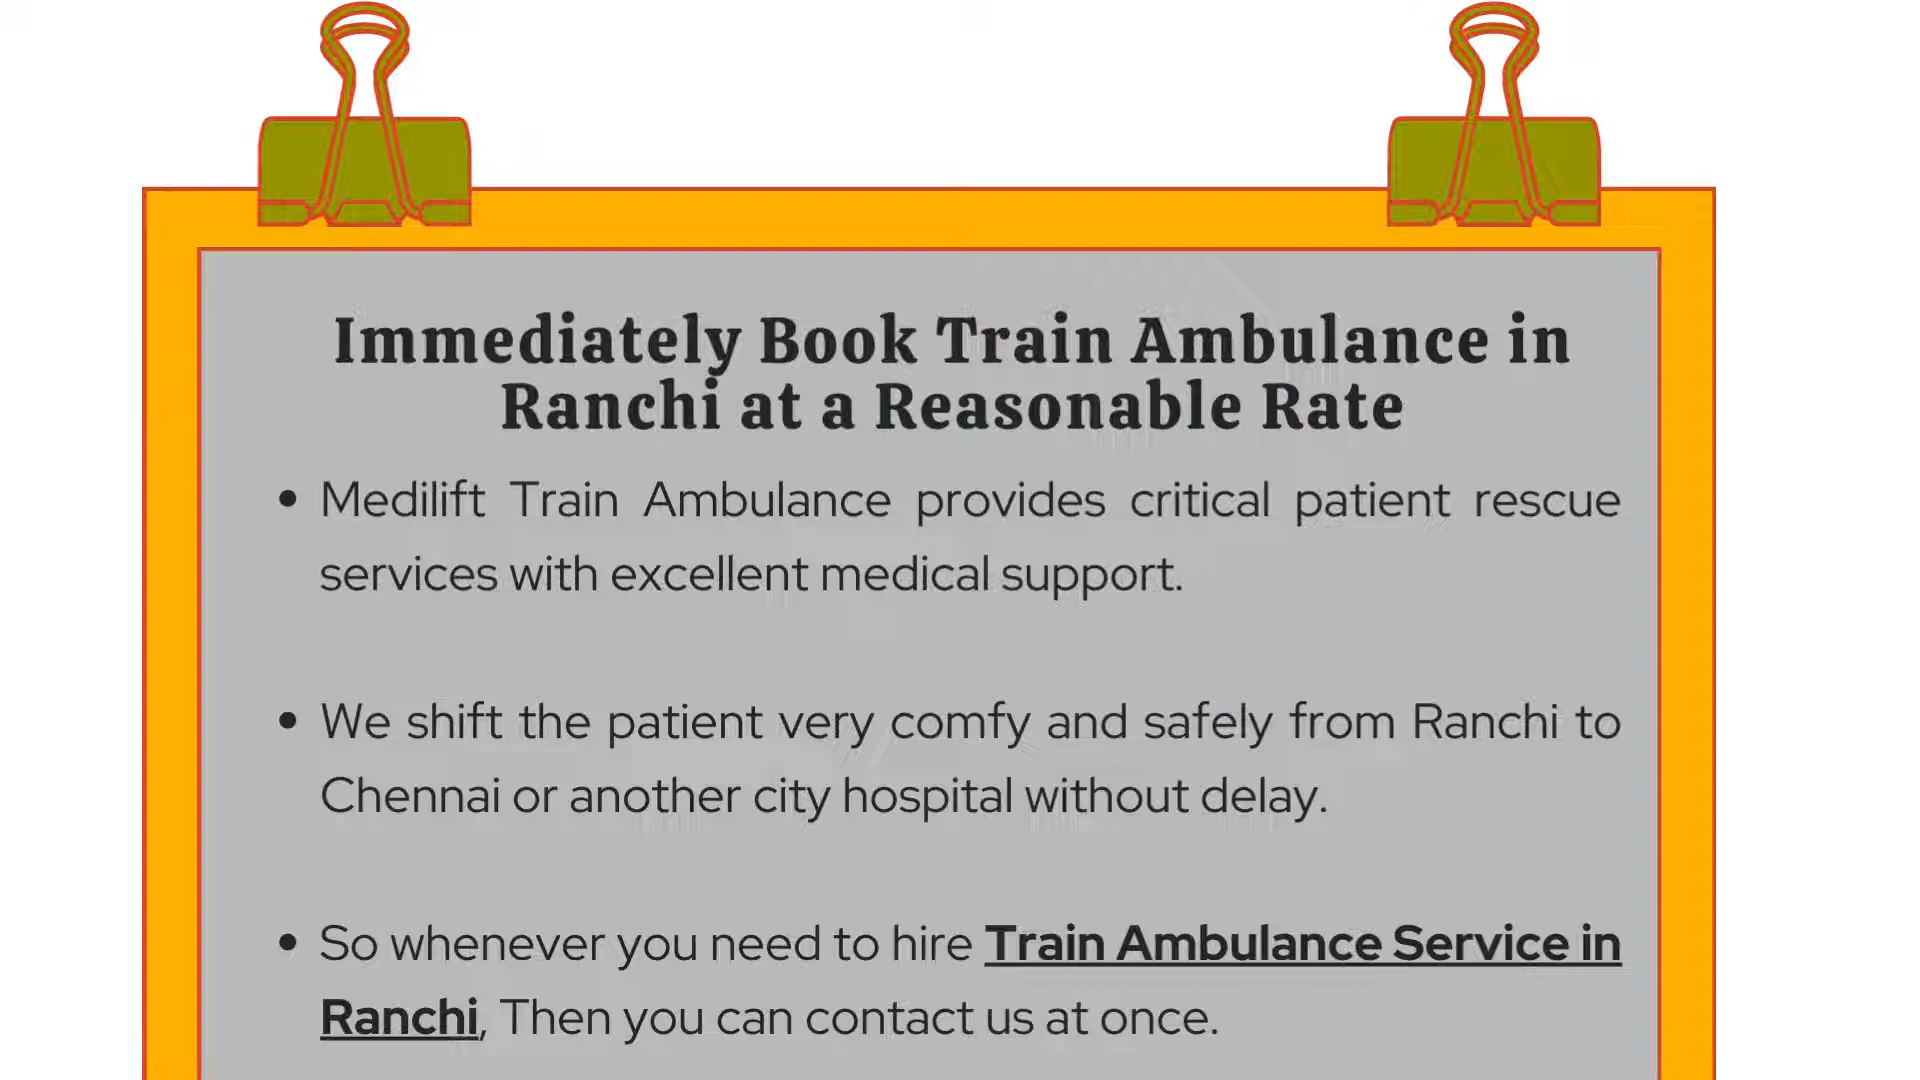 Immediately Book Train Ambulance in
Ranchi at a Reasonable Rate
• Medilift Train Ambulance provides critical patient rescue
services with excellent medical support.
• We shift the patient very comfy and safely from Ranchi to
Chennai or another city hospital without delay.
• So whenever you need to hire Train Ambulance Service in
Ranchi, Then you can contact us at once.